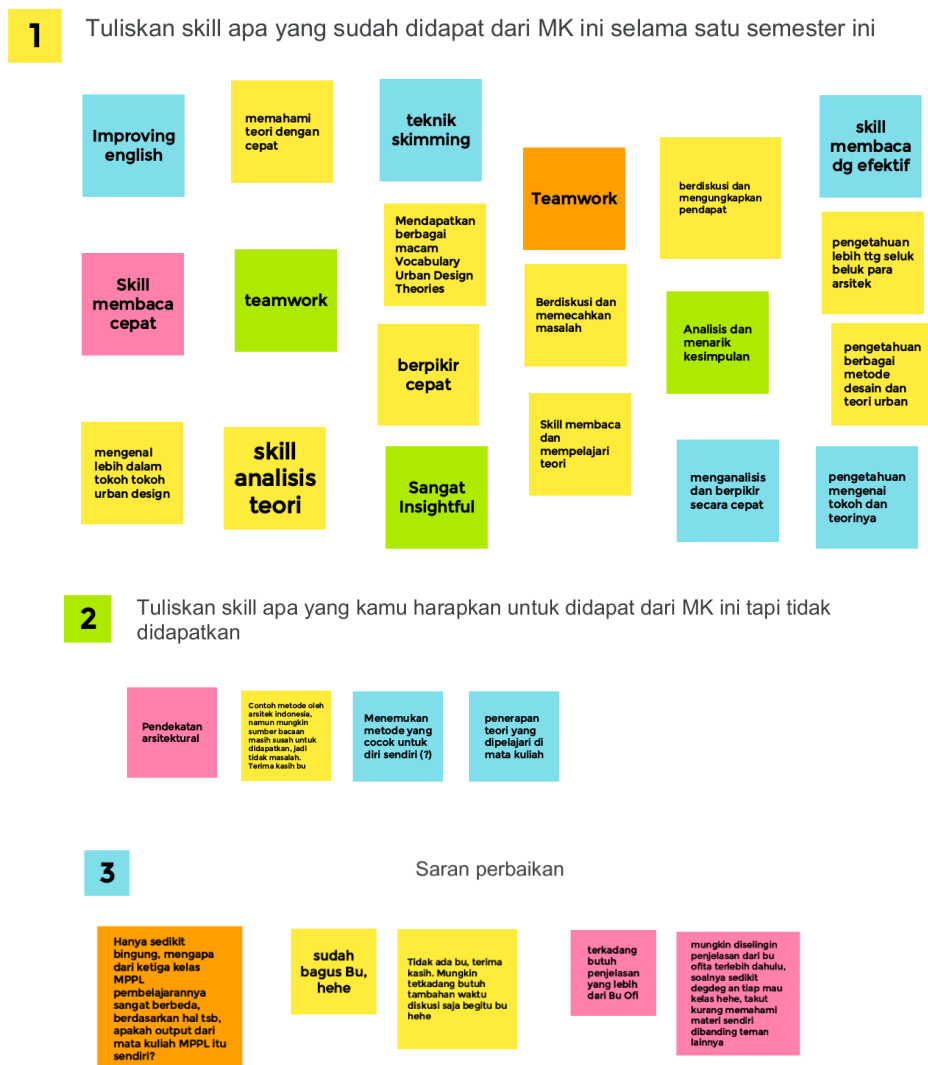 1
Tuliskan skill apa yang sudah didapat dari MK ini selama satu semester ini
Improving
english
memahami
teori dengan
cepat
teknik
skimming
Teamwork
berdiskusi dan
mengungkapkan
pendapat
skill
membaca
dg efektif
Skill
membaca
cepat
teamwork
Mendapatkan
berbagai
macam
Vocabulary
Urban Design
Theories
Berdiskusi dan
memecahkan
masalah
Analisis dan
menarik
kesimpulan
pengetahuan
lebih ttg seluk
beluk para
arsitek
berpikir
cepat
pengetahuan
berbagai
metode
desain dan
teori urban
mengenal
lebih dalam
tokoh tokoh
urban design
skill
analisis
teori
Sangat
Insightful
Skill membaca
dan
mempelajari
teori
menganalisis
dan berpikir
secara cepat
pengetahuan
mengenai
tokoh dan
teorinya
2
Tuliskan skill apa yang kamu harapkan untuk didapat dari MK ini tapi tidak
didapatkan
Pendekatan
arsitektural
Contoh metode oleh
arsitek indonesia,
namun mungkin
sumber bacaan
masih susah untuk
didapatkan, jadi
tidak masalah.
Terima kasih bu
Menemukan
metode yang
cocok untuk
diri sendiri (?)
penerapan
teori yang
dipelajari di
mata kuliah
3
Saran perbaikan
Hanya sedikit
bingung, mengapa
dari ketiga kelas
MPPL
pembelajarannya
sangat berbeda,
berdasarkan hal tsb,
apakah output dari
mata kuliah MPPL itu
sendiri?
sudah
bagus Bu,
hehe
Tidak ada bu, terima
kasih. Mungkin
tetkadang butuh
tambahan waktu
diskusi saja begitu bu
hehe
terkadang
butuh
penjelasan
yang lebih
dari Bu Ofi
mungkin diselingin
penjelasan dari bu
ofita terlebih dahulu,
soalnya sedikit
degdeg an tiap mau
kelas hehe, takut
kurang memahami
materi sendiri
dibanding teman
lainnya